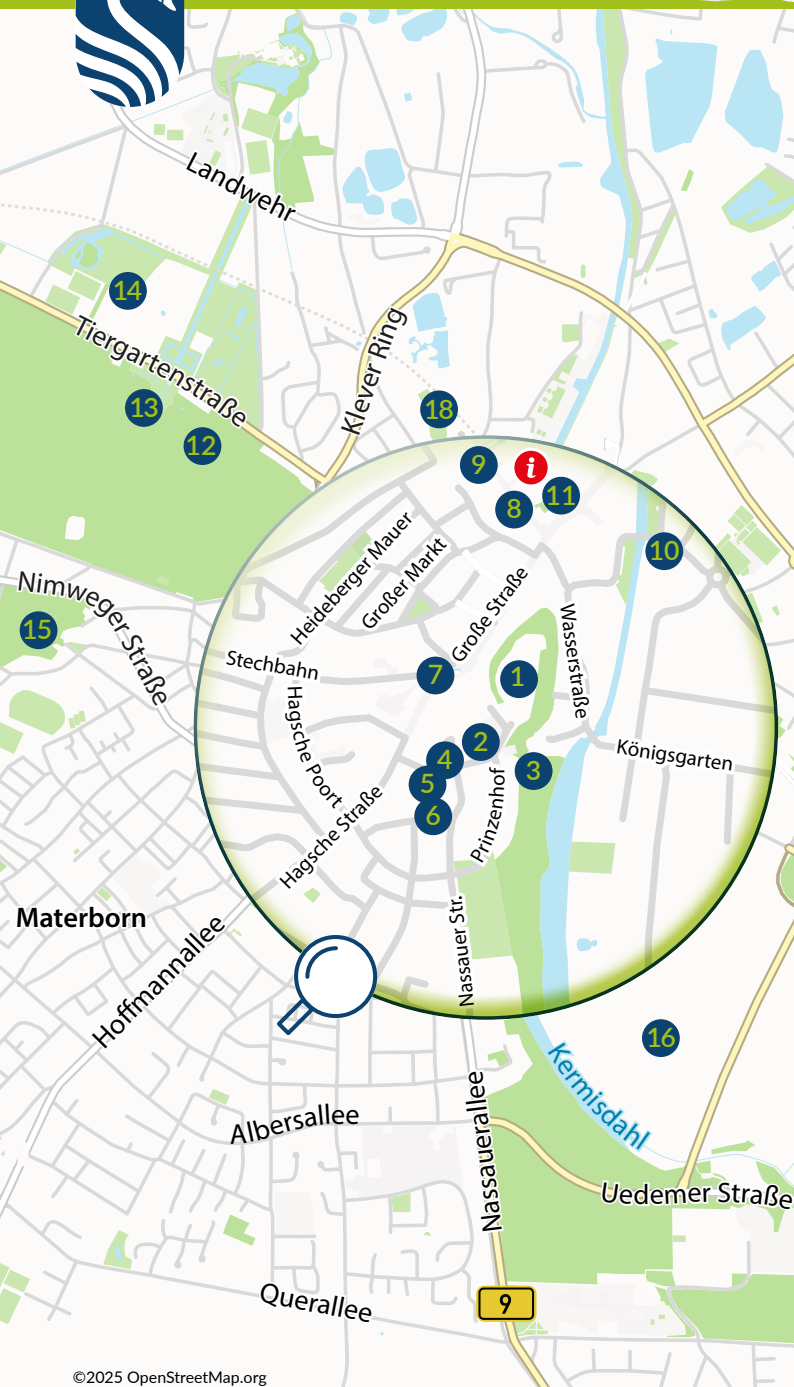 Landwehr
14
Tiergartenstraße
Klever Ring
13
18
12
9
i
11
8
Heideberger Mauer
Großer Markt
10
Nimweger Straße
Große Straße
15
Wasserstraße
Stechbahn
7
1
Hagsche Poort
2
4
Königsgarten
3
5
6
Prinzenhof
Hagsche Straße
Materborn
Nassauer Str.
Hoffmannallee
16
Kermisdahl
Albersallee
Nassauerallee
Uedemer Straße
Querallee
9
©2025 OpenStreetMap.org